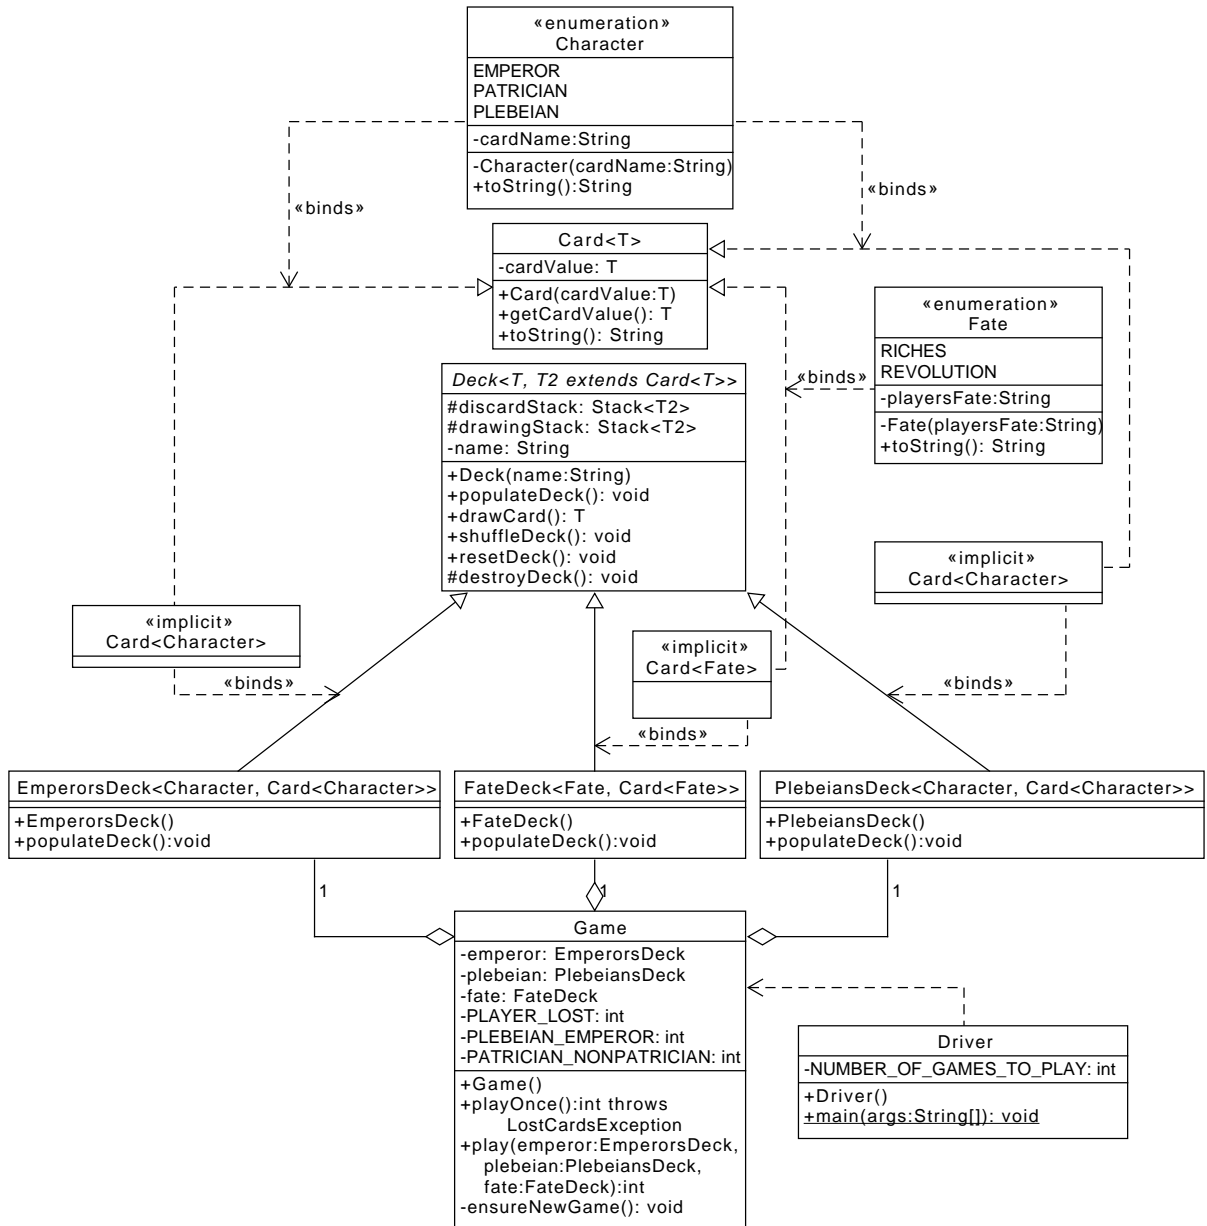 «enumeration»
Character
EMPEROR
PATRICIAN
PLEBEIAN
-cardName:String
-Character(cardName:String)
+toString():String
«binds»
«binds»
Card<T>
-cardValue: T
+Card(cardValue:T)
+getCardValue(): T
+toString(): String
«enumeration»
Fate
RICHES
REVOLUTION
-playersFate:String
-Fate(playersFate:String)
+toString(): String
«binds»
Deck<T, T2 extends Card<T>>
#discardStack: Stack<T2>
#drawingStack: Stack<T2>
-name: String
+Deck(name:String)
+populateDeck(): void
+drawCard(): T
+shuffleDeck(): void
+resetDeck(): void
#destroyDeck(): void
«implicit»
Card<Character>
«implicit»
Card<Character>
«implicit»
Card<Fate>
«binds»
«binds»
«binds»
EmperorsDeck<Character, Card<Character>>
+EmperorsDeck()
+populateDeck():void
FateDeck<Fate, Card<Fate>>
+FateDeck()
+populateDeck():void
PlebeiansDeck<Character, Card<Character>>
+PlebeiansDeck()
+populateDeck():void
1
1
1
Game
-emperor: EmperorsDeck
-plebeian: PlebeiansDeck
-fate: FateDeck
-PLAYER_LOST: int
-PLEBEIAN_EMPEROR: int
-PATRICIAN_NONPATRICIAN: int
+Game()
+playOnce():int throws
LostCardsException
+play(emperor:EmperorsDeck,
plebeian:PlebeiansDeck,
fate:FateDeck):int
-ensureNewGame(): void
Driver
-NUMBER_OF_GAMES_TO_PLAY: int
+Driver()
+main(args:String[]): void